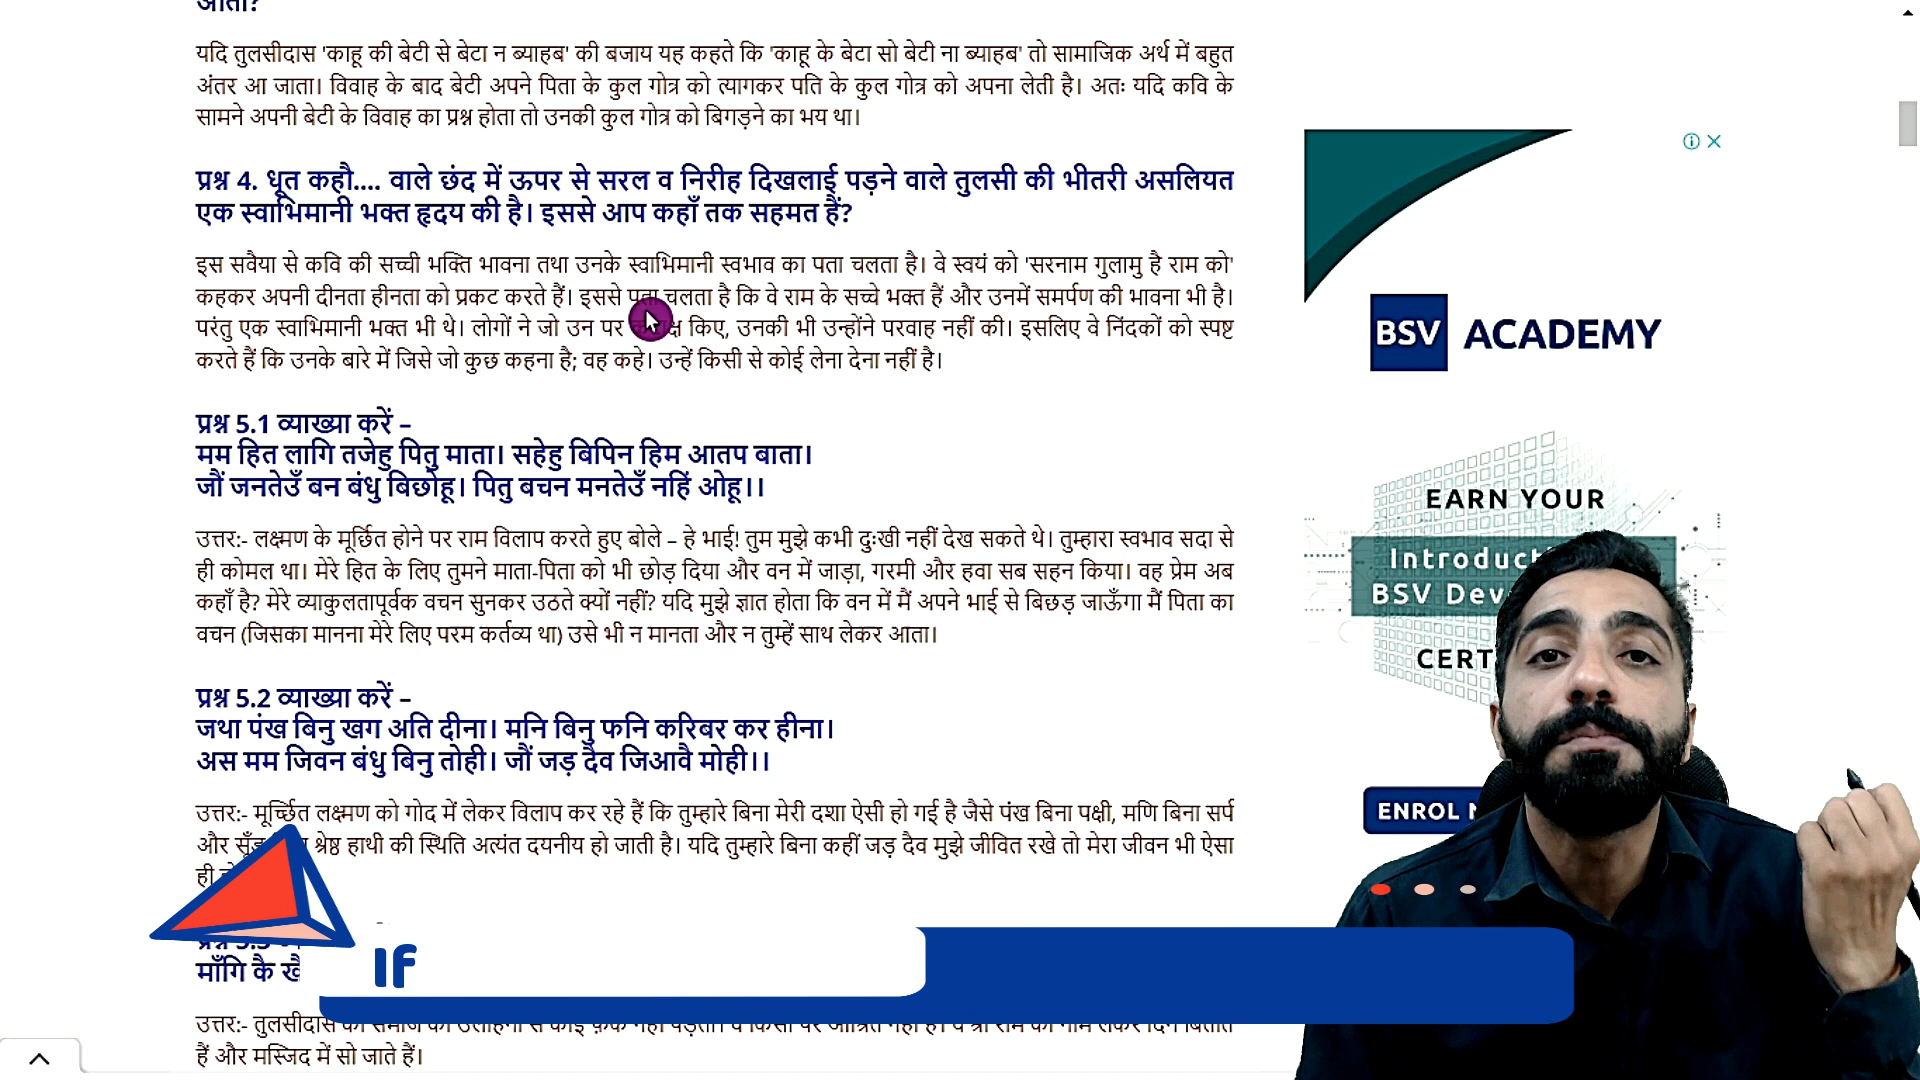 यदि तुलसीदास 'काहू की बेटी से बेटा न ब्याहब' की बजाय यह कहते कि 'काहू के बेटा सो बेटी ना ब्याहब' तो सामाजिक अर्थ में बहुत
अंतर आ जाता। विवाह के बाद बेटी अपने पिता के कुल गोत्र को त्यागकर पति के कुल गोत्र को अपना लेती है। अतः यदि कवि के
सामने अपनी बेटी के विवाह का प्रश्न होता तो उनकी कुल गोत्र को बिगड़ने का भय था।
प्रश्न 4. धूत कहौ.... वाले छंद में ऊपर से सरल व निरीह दिखलाई पड़ने वाले तुलसी की भीतरी असलियत
एक स्वाभिमानी भक्त हृदय की है। इससे आप कहाँ तक सहमत हैं?
इस सवैया से कवि की सच्ची भक्ति भावना तथा उनके स्वाभिमानी स्वभाव का पता चलता है। वे स्वयं को 'सरनाम गुलामु है राम को'
कहकर अपनी दीनता हीनता को प्रकट करते हैं। इससे पता चलता है कि वे राम के सच्चे भक्त हैं और उनमें समर्पण की भावना भी है।
परंतु एक स्वाभिमानी भक्त भी थे। लोगों ने जो उन पर किए, उनकी भी उन्होंने परवाह नहीं की। इसलिए वे निंदकों को स्पष्ट
करते हैं कि उनके बारे में जिसे जो कुछ कहना है; वह कहे। उन्हें किसी से कोई लेना देना नहीं है।
प्रश्न 5.1 व्याख्या करें –
मम हित लागि तजेहु पितु माता। सहेहु बिपिन हिम आतप बाता।
जौं जनतेउँ बन बंधु बिछोहू। पितु बचन मनतेउँ नहिं ओहू।।
उत्तर:- लक्ष्मण के मूर्छित होने पर राम विलाप करते हुए बोले – हे भाई! तुम मुझे कभी दुःखी नहीं देख सकते थे। तुम्हारा स्वभाव सदा से
ही कोमल था। मेरे हित के लिए तुमने माता-पिता को भी छोड़ दिया और वन में जाड़ा, गरमी और हवा सब सहन किया। वह प्रेम अब
कहाँ है? मेरे व्याकुलतापूर्वक वचन सुनकर उठते क्यों नहीं? यदि मुझे ज्ञात होता कि वन में मैं अपने भाई से बिछड़ जाऊँगा मैं पिता का
वचन (जिसका मानना मेरे लिए परम कर्तव्य था) उसे भी न मानता और न तुम्हें साथ लेकर आता।
प्रश्न 5.2 व्याख्या करें –
जथा पंख बिनु खग अति दीना। मनि बिनु फनि करिबर कर हीना।
अस मम जिवन बंधु बिनु तोही। जौं जड़ दैव जिआवै मोही।।
उत्तर:- मूर्च्छित लक्ष्मण को गोद में लेकर विलाप कर रहे हैं कि तुम्हारे बिना मेरी दशा ऐसी हो गई है जैसे पंख बिना पक्षी, मणि बिना सर्प
और श्रेष्ठ हाथी की स्थिति अत्यंत दयनीय हो जाती है। यदि तुम्हारे बिना कहीं जड़ दैव मुझे जीवित रखे तो मेरा जीवन भी ऐसा
ही
माँगि कै
उत्तर:- तुलसीदास
हैं और मस्जिद में सो जाते हैं।
If
BSV ACADEMY
EARN YOUR
BSV
ENROL